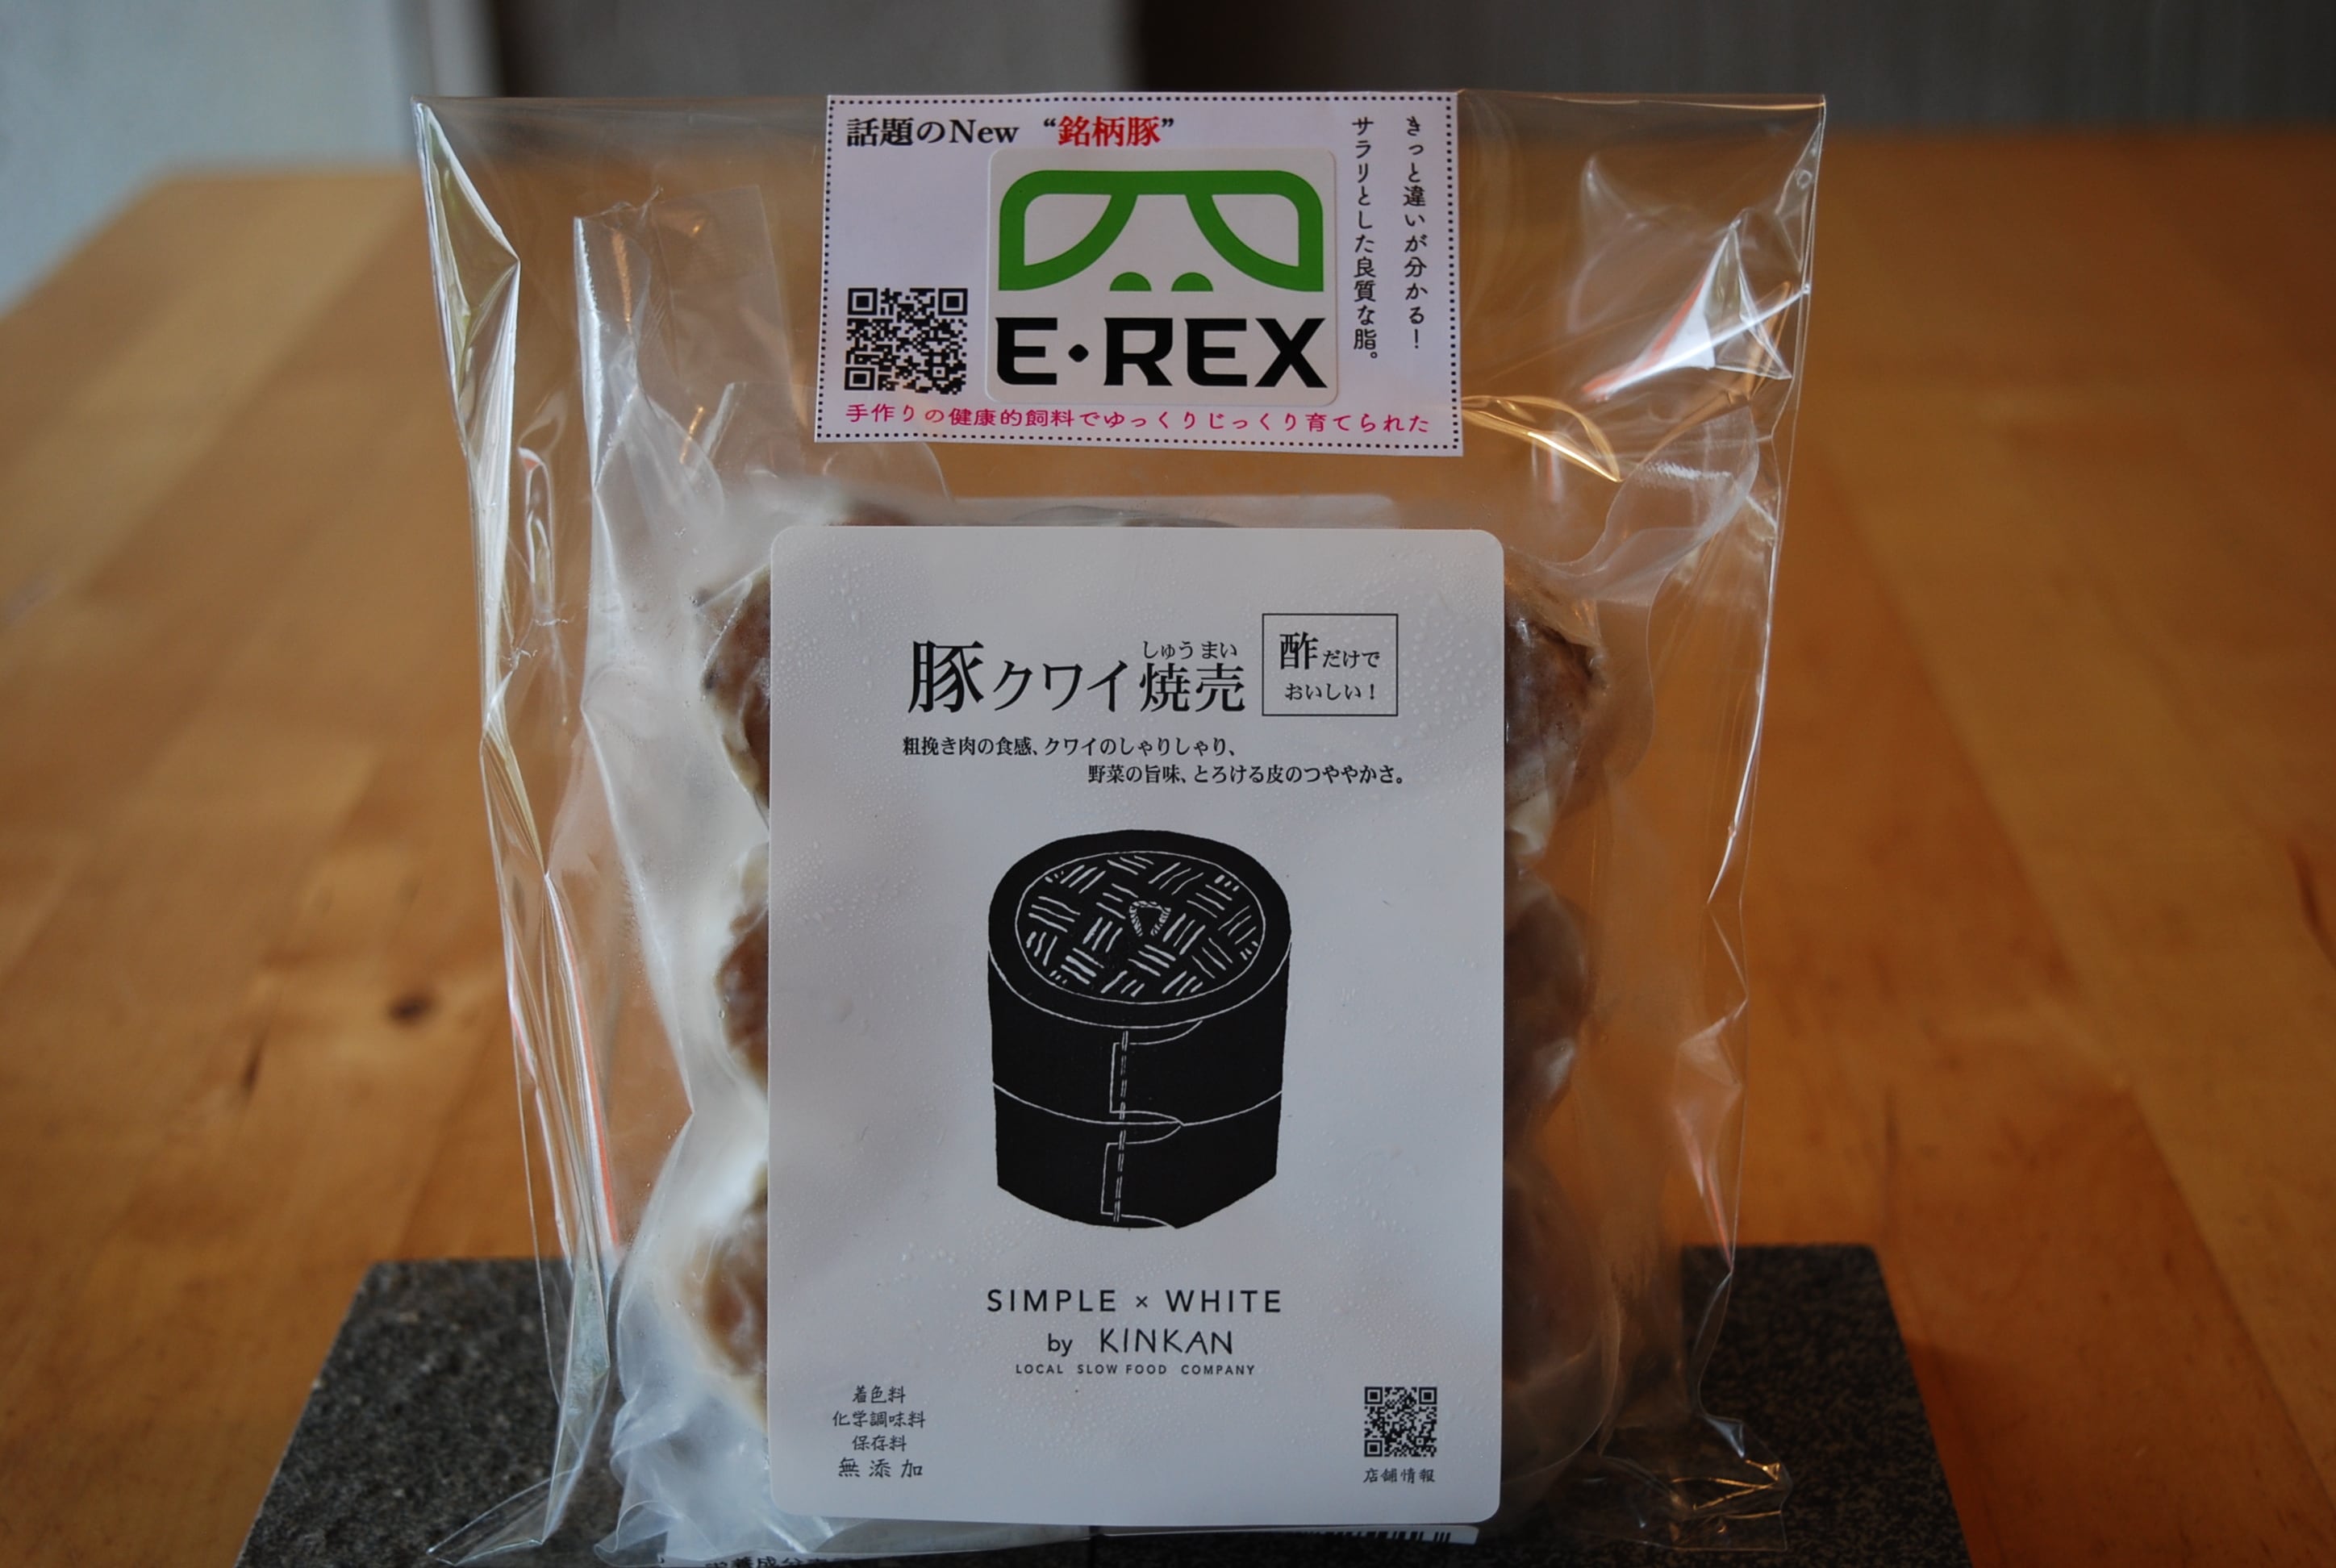 話題のNew “銘柄豚”
きっと違いが分かる！
サラリとした良質な脂。
E・REX
手作りの健康的飼料でゆっくりじっくり育てられた
豚クワイ焼売
しゅうまい
酢だけで
おいしい！
粗挽き肉の食感、クワイのしゃりしゃり、
野菜の旨味、とろける皮のつややかさ。
SIMPLE × WHITE
by KINKAN
LOCAL SLOW FOOD COMPANY
着色料
化学調味料
保存料
無添加
店舗情報